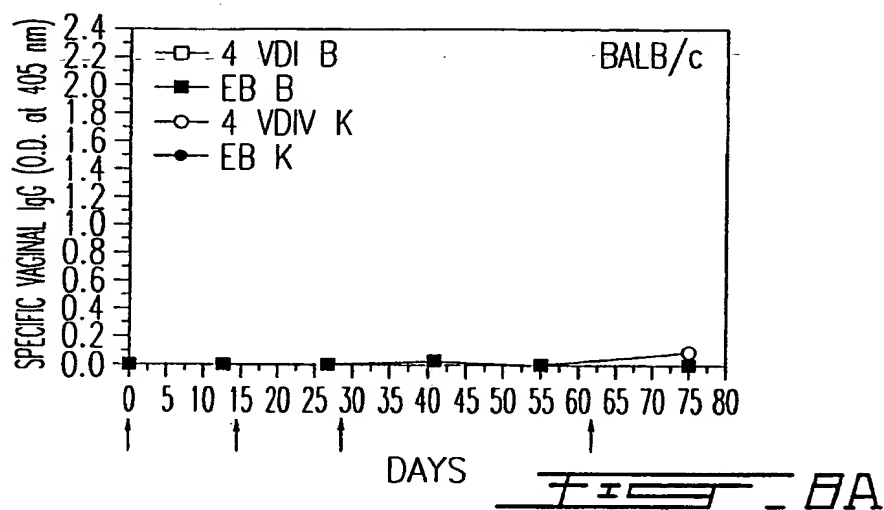 SPECIFIC VAGINAL IgG (O.D. at 405 nm)
2.4
2.2
2.0
1.8
1.6
1.4
1.2
1.0
0.8
0.6
0.4
0.2
0.0
4 VDI B
EB B
4 VDIV K
EB K
BALB/c
0 5 10 15 20 25 30 35 40 45 50 55 60 65 70 75 80
DAYS
FIG - 8A